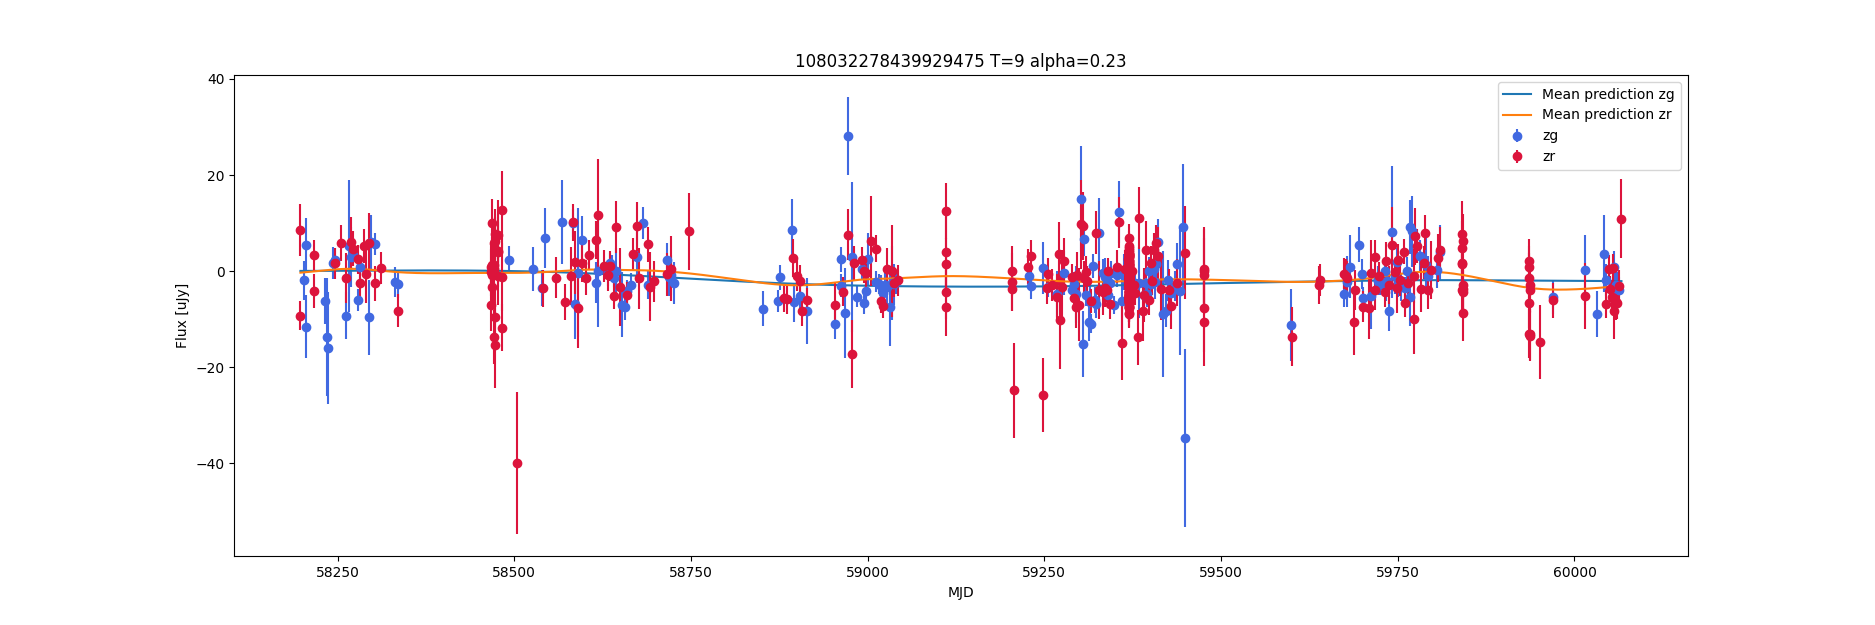 108032278439929475 T=9 alpha=0.23
Mean prediction zg
Mean prediction zr
zg
zr
40
20
0
−20
−40
Flux [uJy]
58250
58500
58750
59000
59250
59500
59750
60000
MJD